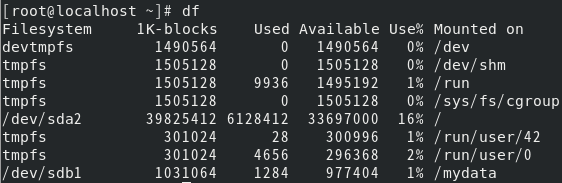 [root@localhost ~]# df
Filesystem     1K-blocks    Used Available Use% Mounted on
devtmpfs         1490564       0   1490564   0% /dev
tmpfs            1505128       0   1505128   0% /dev/shm
tmpfs            1505128    9936   1495192   1% /run
tmpfs            1505128       0   1505128   0% /sys/fs/cgroup
/dev/sda2       39825412 6128412  33697000  16% /
tmpfs             301024      28    300996   1% /run/user/42
tmpfs             301024    4656    296368   2% /run/user/0
/dev/sdb1        1031064    1284    977404   1% /mydata